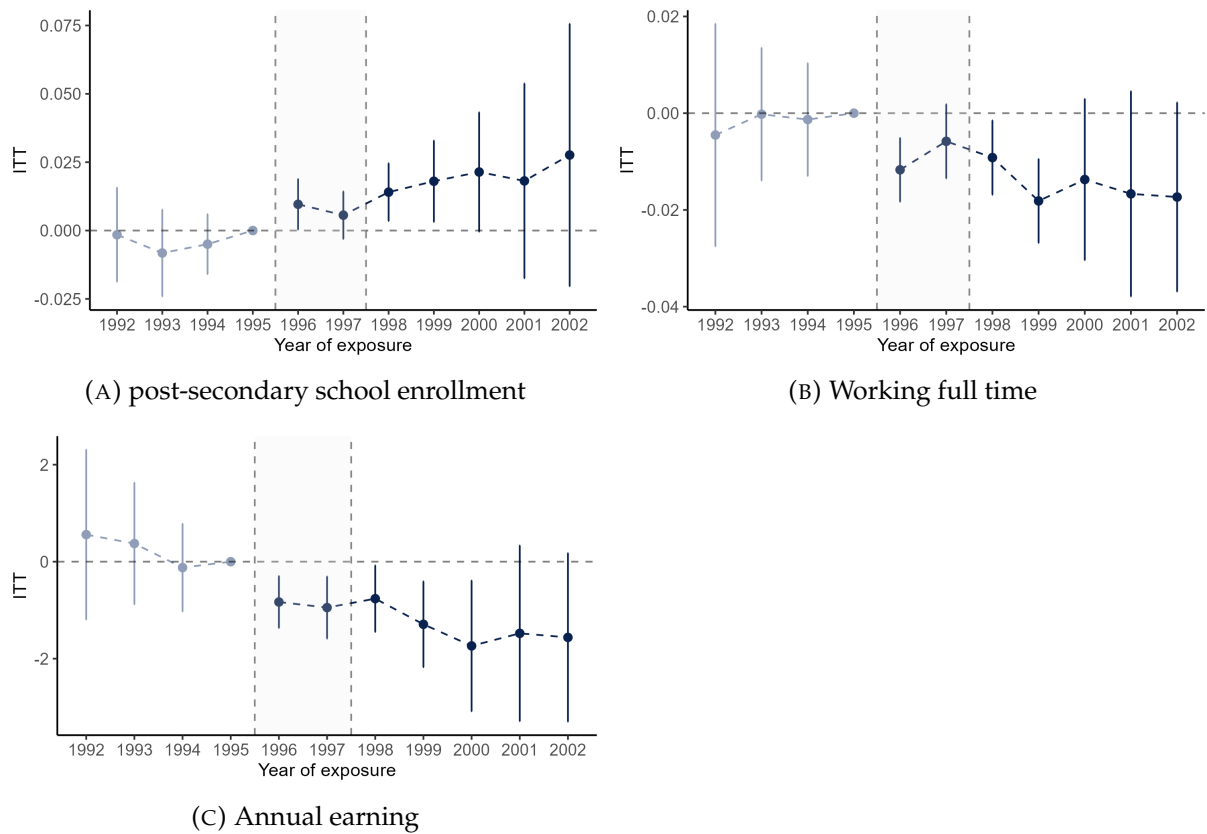 0.075
0.050
0.025
0.000
-0.025
ITT
1992 1993 1994 1995 1996 1997 1998 1999 2000 2001 2002
Year of exposure
(A) post-secondary school enrollment
0.02
0.00
-0.02
-0.04
ITT
1992 1993 1994 1995 1996 1997 1998 1999 2000 2001 2002
Year of exposure
(B) Working full time
2
0
-2
ITT
1992 1993 1994 1995 1996 1997 1998 1999 2000 2001 2002
Year of exposure
(C) Annual earning